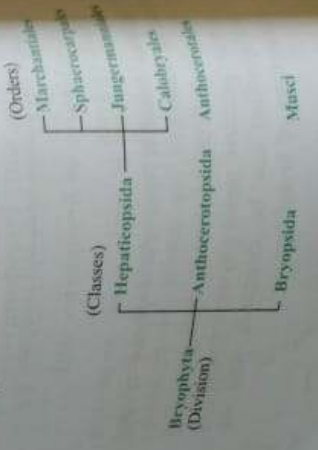 (Orders)
Marchantiales
Sphaerocarpales
(Classes)
Hepaticopsida
Jungermanniales
Calobryales
Bryophyta
(Division)
Anthocerotopsida
Anthocerotales
Bryopsida
Musci